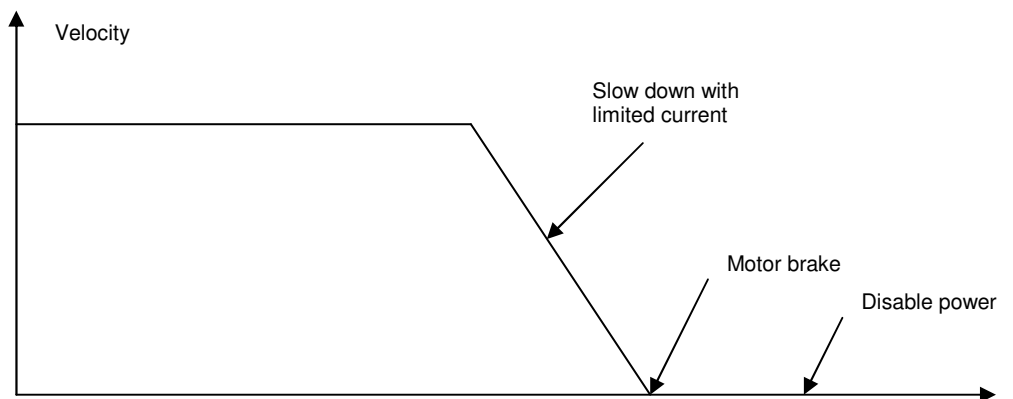 Velocity
Slow down with
limited current
Motor brake
Disable power